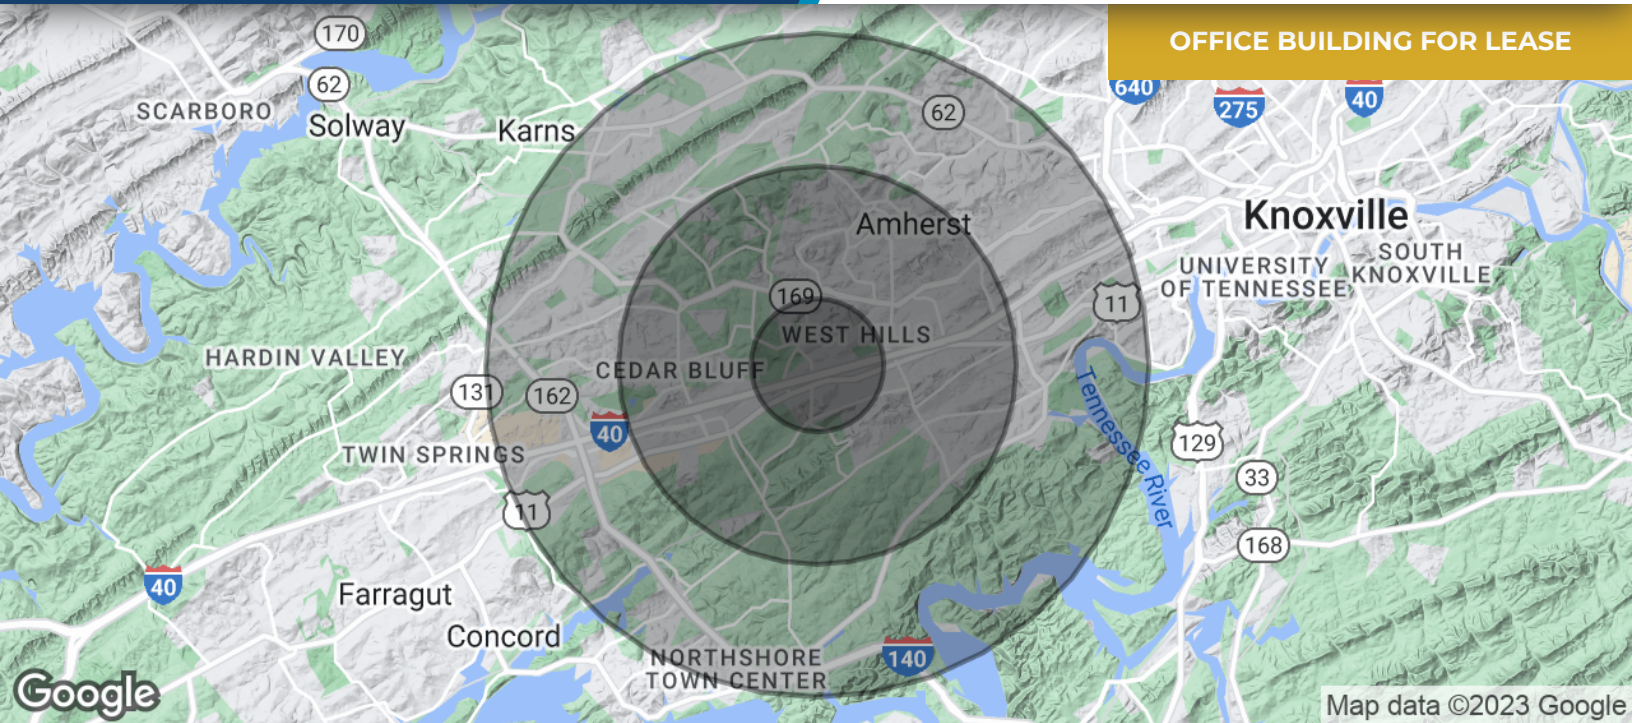 OFFICE BUILDING FOR LEASE
170
62
640
275
40
SCARBORO
Solway
Karns
62
Amherst
Knoxville
SOUTH
KNOXVILLE
UNIVERSITY
OF TENNESSEE
169
11
WEST HILLS
HARDIN VALLEY
CEDAR BLUFF
131
162
40
Tennessee River
129
TWIN SPRINGS
33
11
168
40
Farragut
Concord
NORTHSHORE
TOWN CENTER
140
Google
Map data ©2023 Google